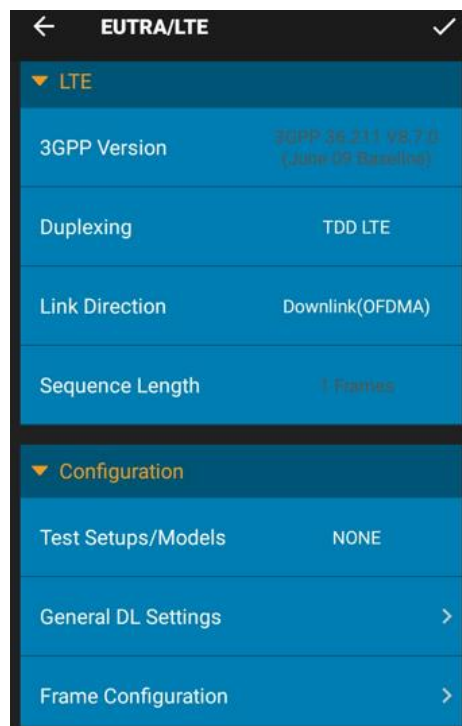 EUTRA/LTE
LTE
3GPP Version
3GPP 36.211 V8.7.0
(June 09 Baseline)
Duplexing
TDD LTE
Link Direction
Downlink(OFDMA)
Sequence Length
1 Frames
Configuration
Test Setups/Models
NONE
General DL Settings
Frame Configuration